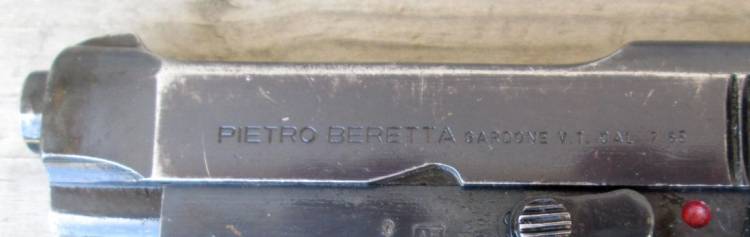 PIETRO BERETTA GARDONE V.T. CAL 7.65